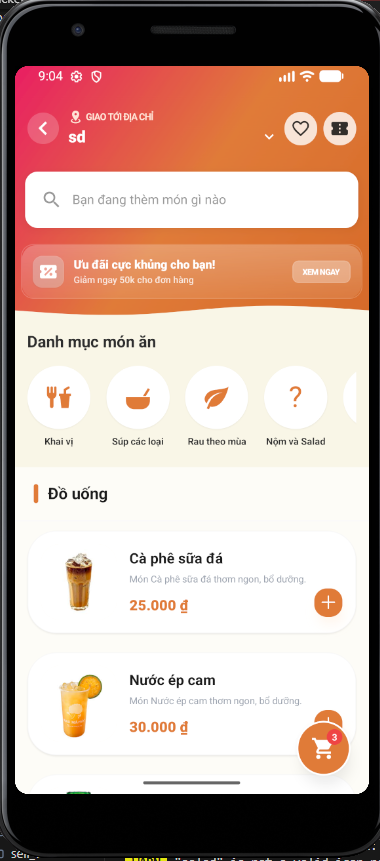 9:04
GIAO TỚI ĐỊA CHỈ
sd
Bạn đang thèm món gì nào
Ưu đãi cực khủng cho bạn!
Giảm ngay 50k cho đơn hàng
XEM NGAY
Danh mục món ăn
?
Khai vị
Súp các loại
Rau theo mùa
Nộm và Salad
Đồ uống
Cà phê sữa đá
Món Cà phê sữa đá thơm ngon, bổ dưỡng.
25.000 ₫
Nước ép cam
Món Nước ép cam thơm ngon, bổ dưỡng.
30.000 ₫
3